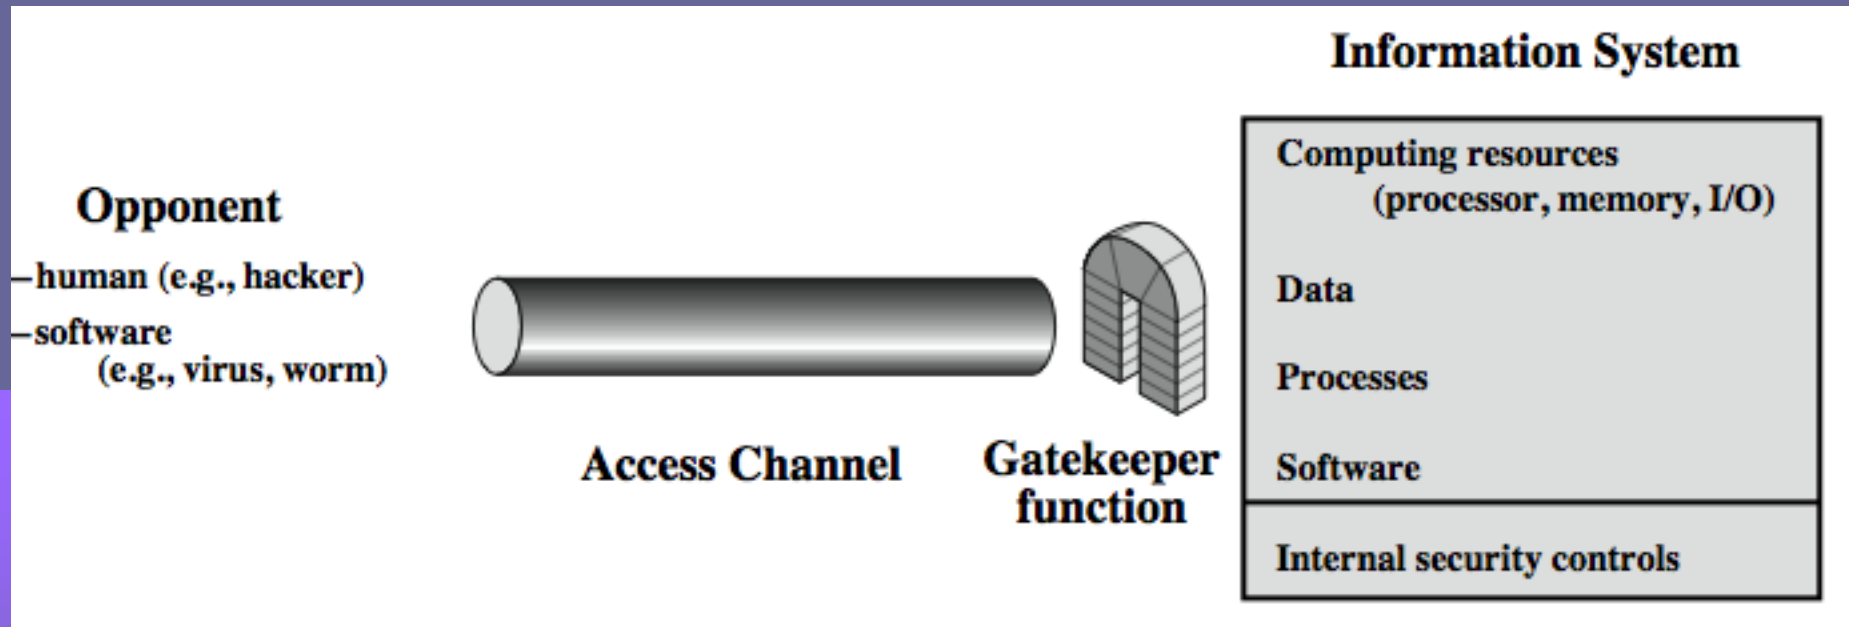 Information System
Opponent
–human (e.g., hacker)
–software
(e.g., virus, worm)
Access Channel
Gatekeeper
function
Computing resources
(processor, memory, I/O)
Data
Processes
Software
Internal security controls